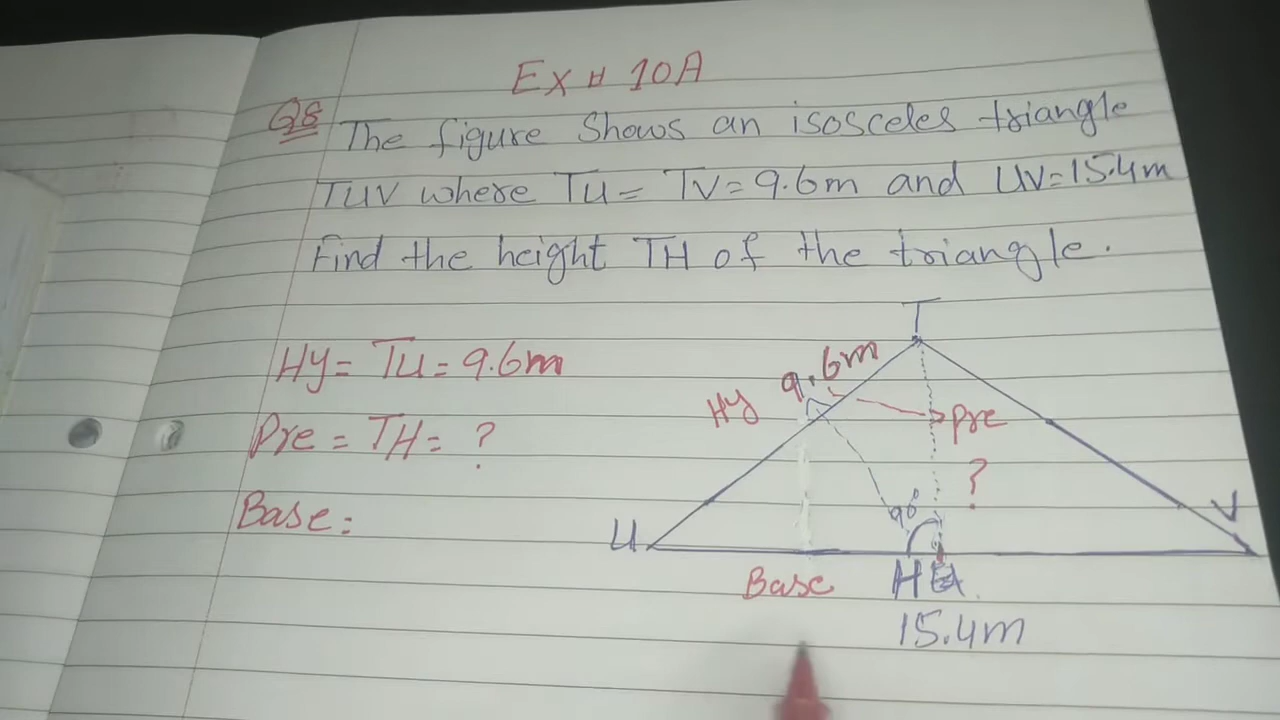 Ex # 10A
Q8 The figure shows an isosceles triangle
TUV where TU = TV = 9.6m and UV = 15.4m
Find the height TH of the triangle.
T
Hy = TU = 9.6m
Hy 9.6m
Pre
Pre = TH = ?
?
Base =
90°
U
V
Base
H
15.4m